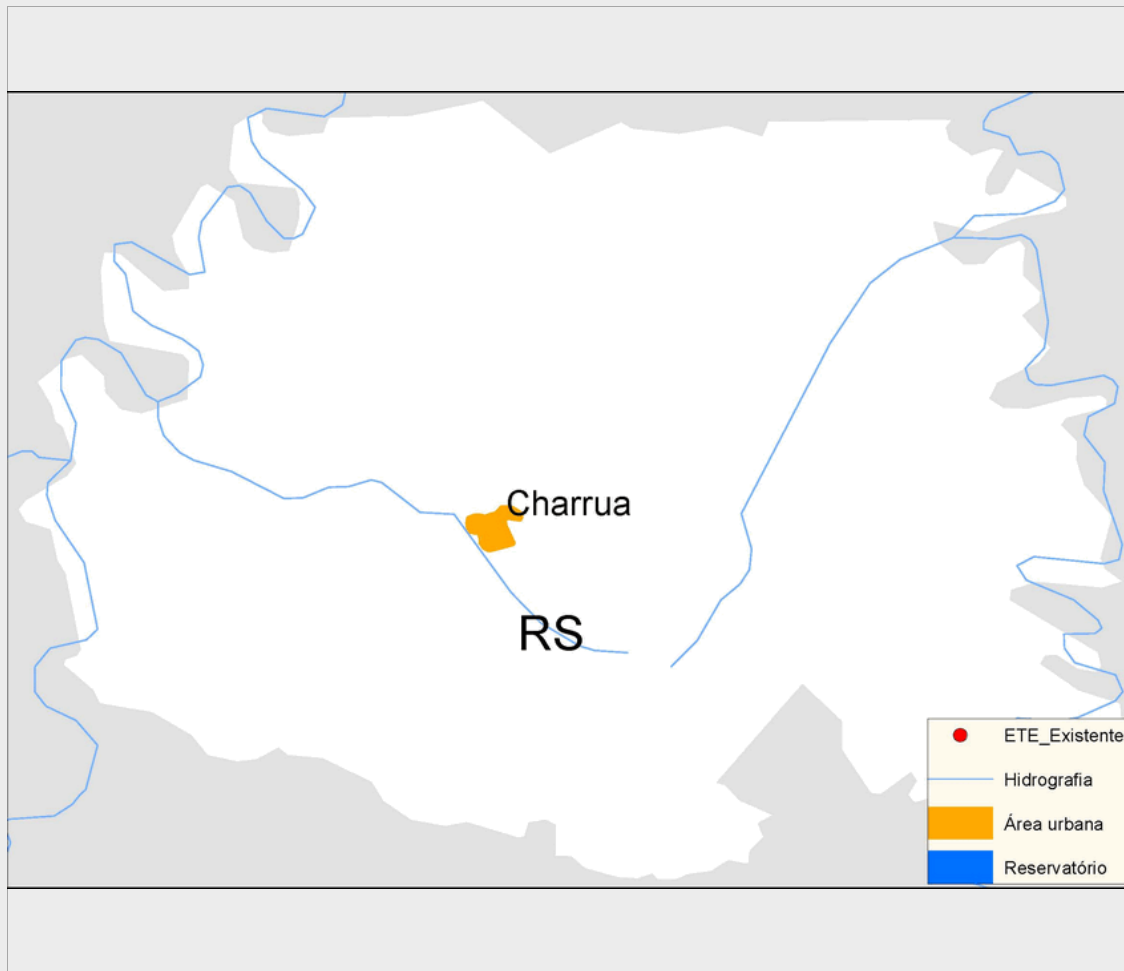 Charrua
RS
ETE_Existente
Hidrografia
Área urbana
Reservatório